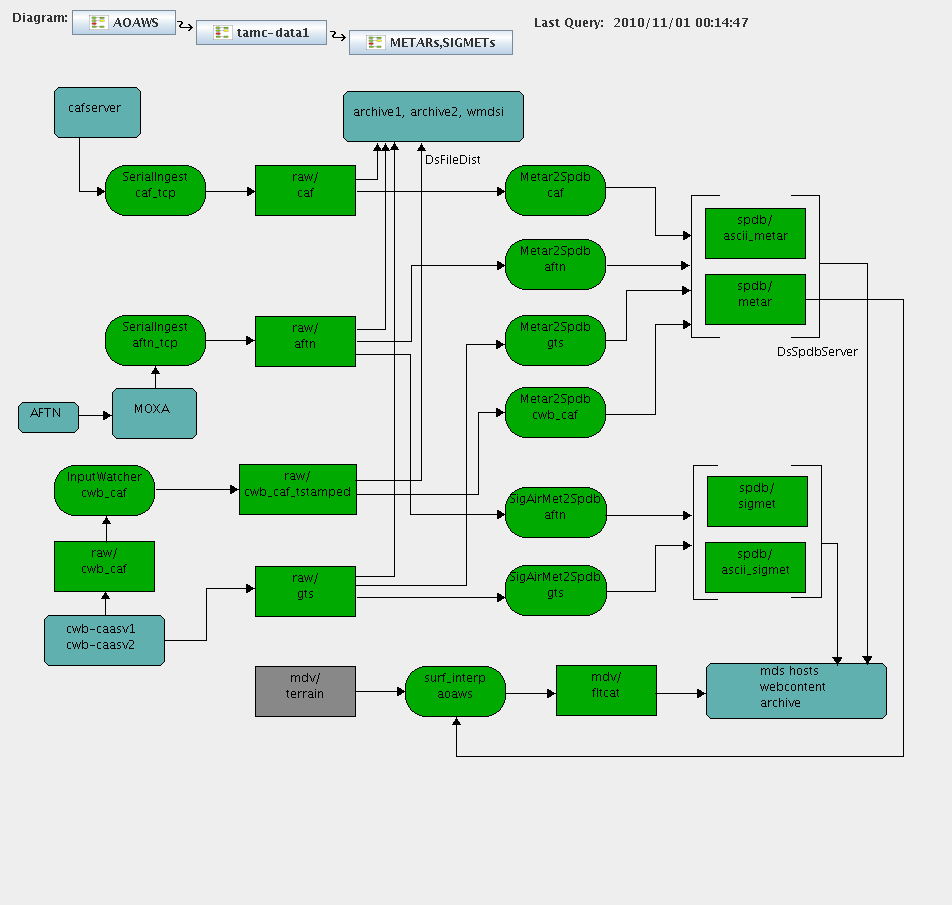 Diagram: AOAWS tamc-data1 METARs,SIGMETs
Last Query: 2010/11/01 00:14:47
cafserver
archive1, archive2, wmdsi
DsFileDist
SerialIngest
caf_tcp
raw/
caf
Metar2Spdb
caf
spdb/
ascii_metar
Metar2Spdb
aftn
spdb/
metar
SerialIngest
aftn_tcp
raw/
aftn
Metar2Spdb
gts
DsSpdbServer
AFTN
MOXA
Metar2Spdb
cwb_caf
InputWatcher
cwb_caf
raw/
cwb_caf_tstamped
SigAirMet2Spdb
aftn
spdb/
sigmet
raw/
cwb_caf
raw/
gts
SigAirMet2Spdb
gts
spdb/
ascii_sigmet
cwb-caasv1
cwb-caasv2
mdv/
terrain
surf_interp
aoaws
mdv/
fltcat
mds hosts
webcontent
archive